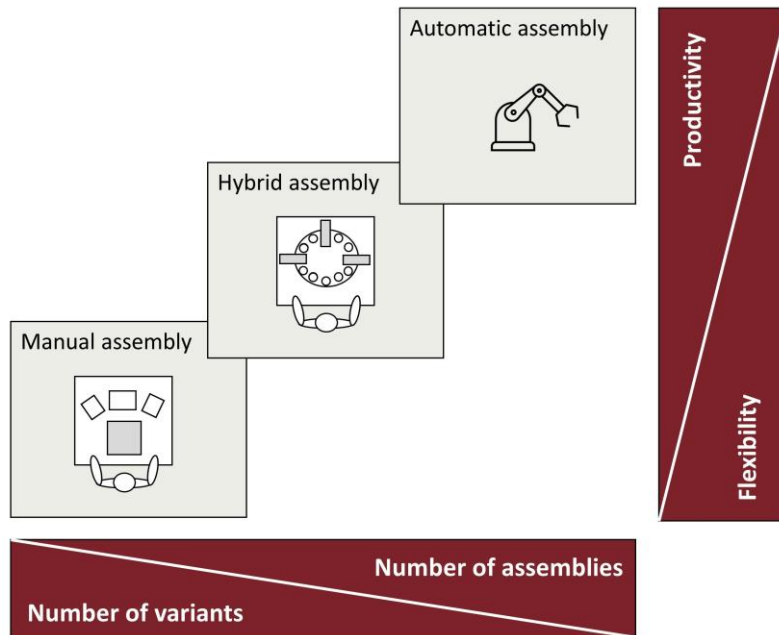 Automatic assembly
Hybrid assembly
Manual assembly
Productivity
Flexibility
Number of assemblies
Number of variants